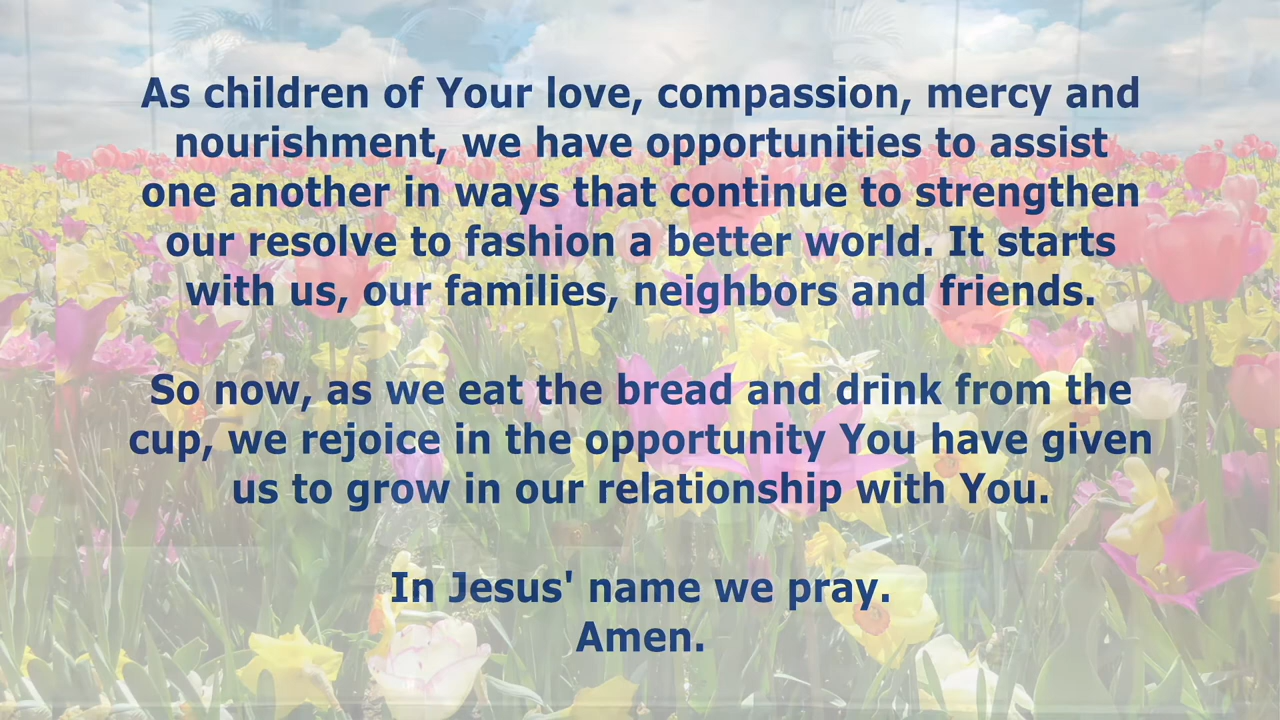 As children of Your love, compassion, mercy and
nourishment, we have opportunities to assist
one another in ways that continue to strengthen
our resolve to fashion a better world. It starts
with us, our families, neighbors and friends.
So now, as we eat the bread and drink from the
cup, we rejoice in the opportunity You have given
us to grow in our relationship with You.
In Jesus' name we pray.
Amen.